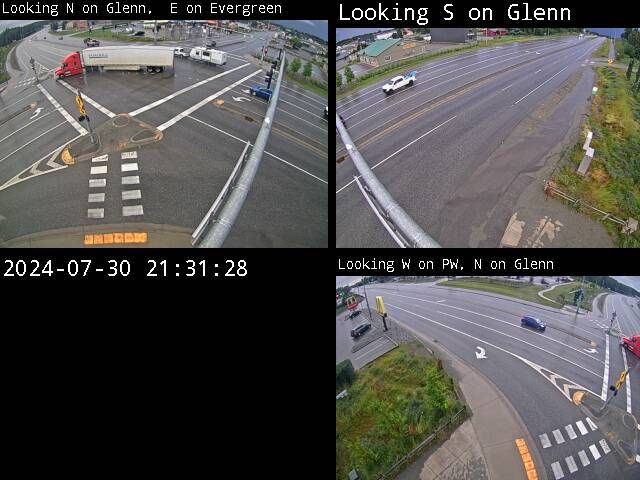 Looking N on Glenn, E on Evergreen
Looking S on Glenn
2024-07-30 21:31:28
Looking W on PW, N on Glenn